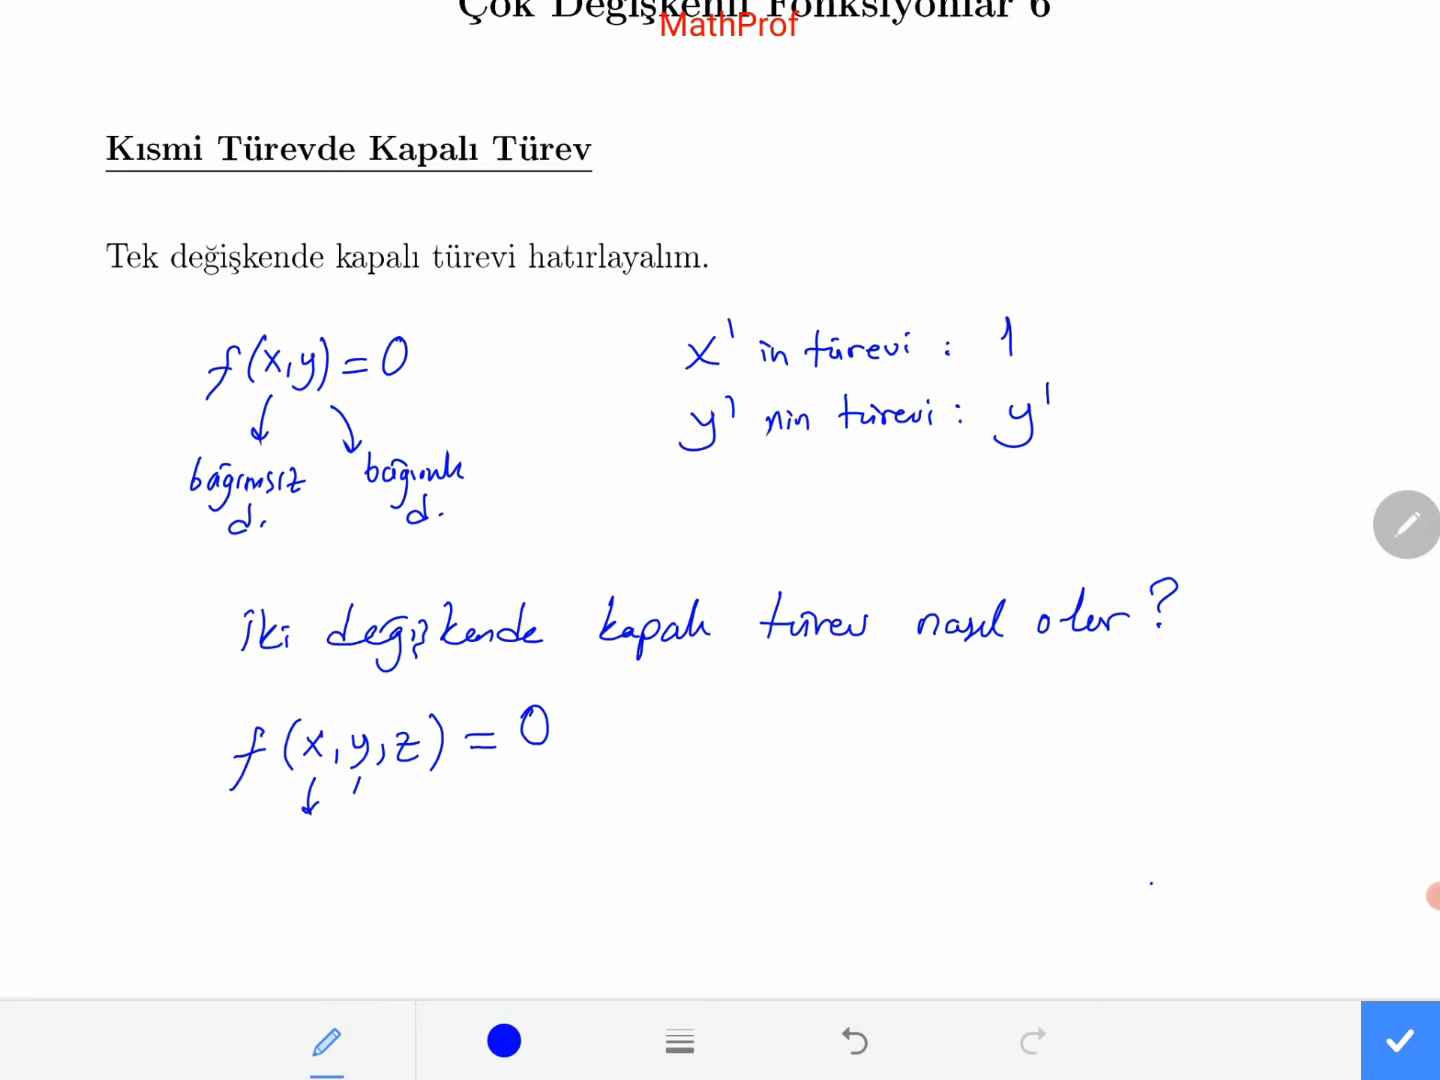 Çok Değişkenli Fonksiyonlar 6
MathProf
Kısmi Türevde Kapalı Türev
Tek değişkende kapalı türevi hatırlayalım.
f(x,y)=0
x' in türevi : 1
y' nin türevi : y'
bağımsız d.
bağımlı d.
İki değişkende kapalı türev nasıl olur?
f(x,y,z)=0